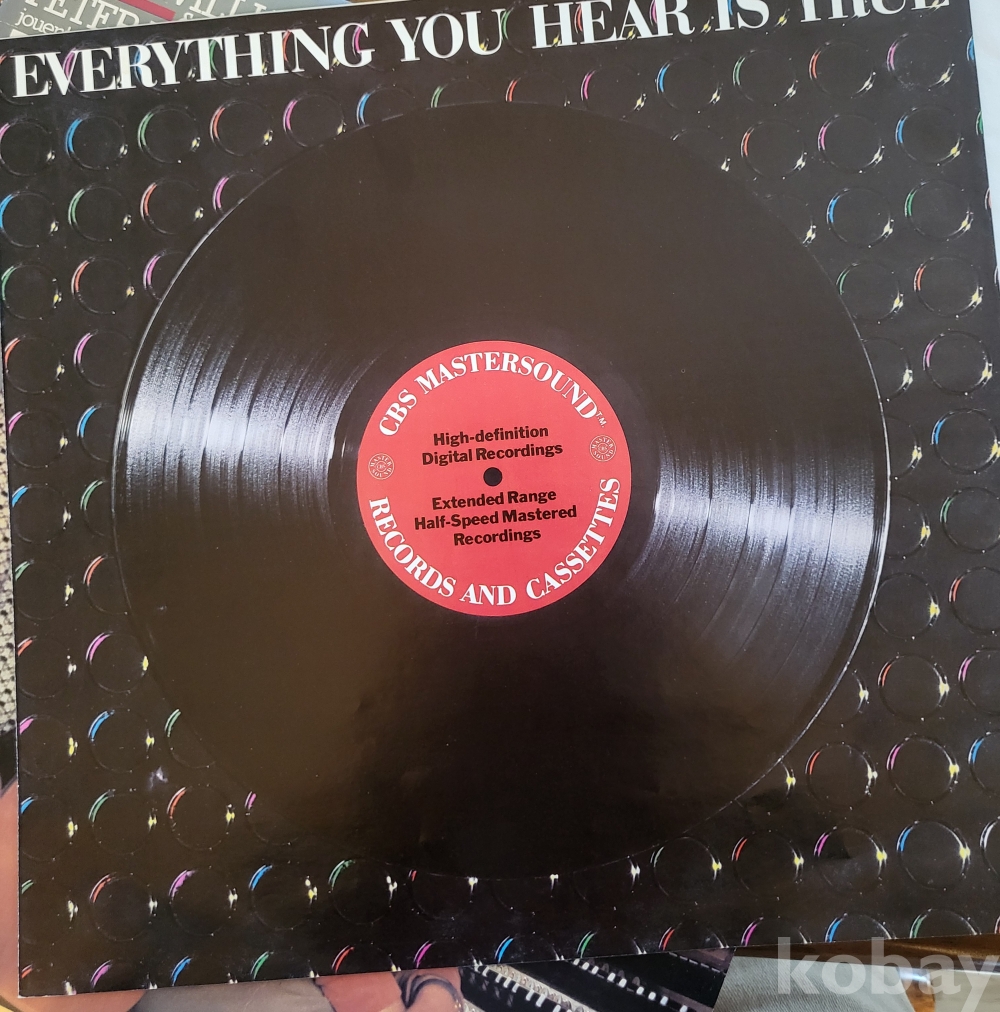 EVERYTHING YOU HEAR IS TRUE
CBS MASTERSOUND™
High-definition
Digital Recordings
Extended Range
Half-Speed Mastered
Recordings
RECORDS AND CASSETTES
kobay